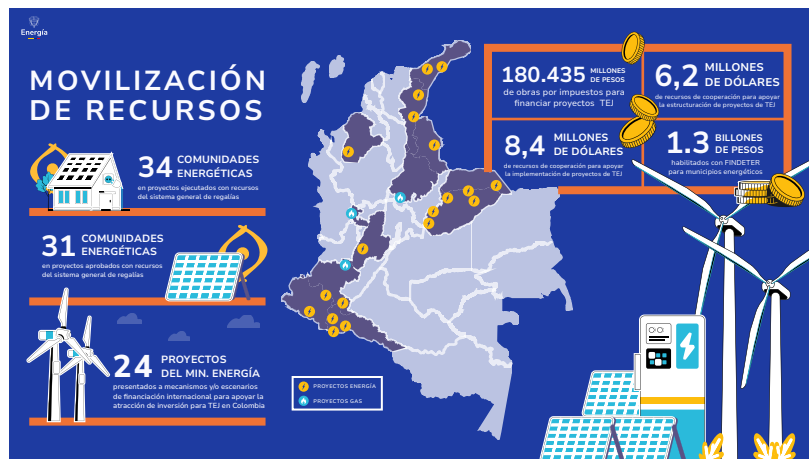 Energía
MOVILIZACIÓN
DE RECURSOS
34 COMUNIDADES
ENERGÉTICAS
en proyectos ejecutados con recursos
del sistema general de regalías
31 COMUNIDADES
ENERGÉTICAS
en proyectos aprobados con recursos
del sistema general de regalías
24 PROYECTOS
DEL MIN. ENERGÍA
presentados a mecanismos y/o escenarios
de financiación internacional para apoyar la
atracción de inversión para TEJ en Colombia
PROYECTOS ENERGÍA
PROYECTOS GAS
180.435 MILLONES
DE PESOS
de obras por impuestos para
financiar proyectos TEJ
6,2 MILLONES
DE DÓLARES
de recursos de cooperación para apoyar
la estructuración de proyectos de TEJ
8,4 MILLONES
DE DÓLARES
de recursos de cooperación para apoyar
la implementación de proyectos de TEJ
1.3 BILLONES
DE PESOS
habilitados con FINDETER
para municipios energéticos